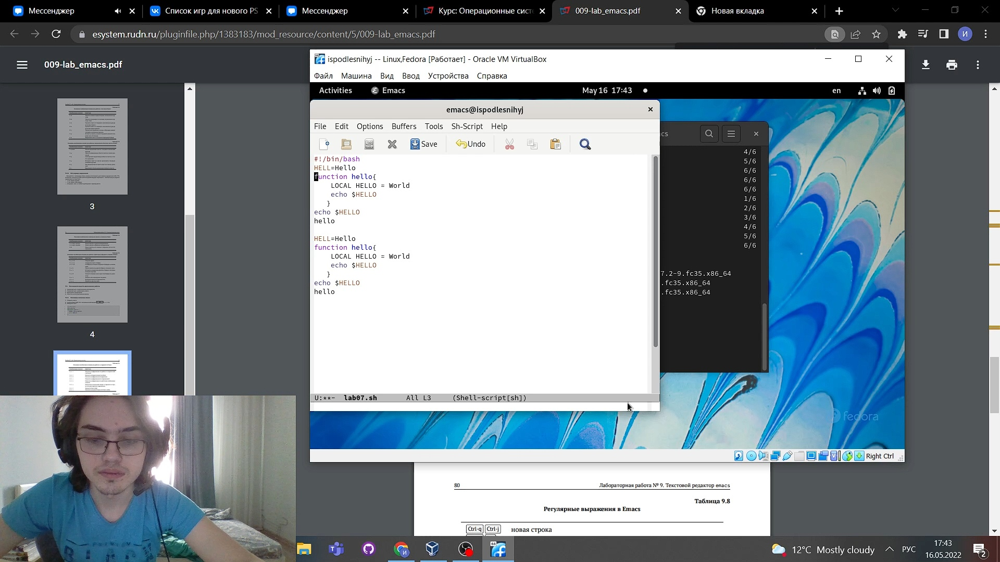 Мессенджер
Список игр для нового PS
Мессенджер
Курс: Операционные сист
009-lab_emacs.pdf
Новая вкладка
esystem.rudn.ru/pluginfile.php/1383183/mod_resource/content/5/009-lab_emacs.pdf
И
009-lab_emacs.pdf
3
4
ispodlesnihyj -- Linux,Fedora [Работает] - Oracle VM VirtualBox
Файл Машина Вид Ввод Устройства Справка
Activities Emacs May 16 17:43 en
emacs@ispodlesnihyj
File Edit Options Buffers Tools Sh-Script Help
Save Undo
#!/bin/bash
HELL=Hello
function hello{
LOCAL HELLO = World
echo $HELLO
}
echo $HELLO
hello
HELL=Hello
function hello{
LOCAL HELLO = World
echo $HELLO
}
echo $HELLO
hello
U:**- lab07.sh All L3 (Shell-script[sh])
cs
4/6
5/6
6/6
6/6
6/6
1/6
2/6
3/6
4/6
5/6
6/6
7.2-9.fc35.x86_64
.fc35.x86_64
.fc35.x86_64
fedora
Right Ctrl
80 Лабораторная работа № 9. Текстовой редактор emacs
Таблица 9.8
Регулярные выражения в Emacs
Ctrl-q Ctrl-j новая строка
64
12°C Mostly cloudy
РУС
17:43
16.05.2022
2